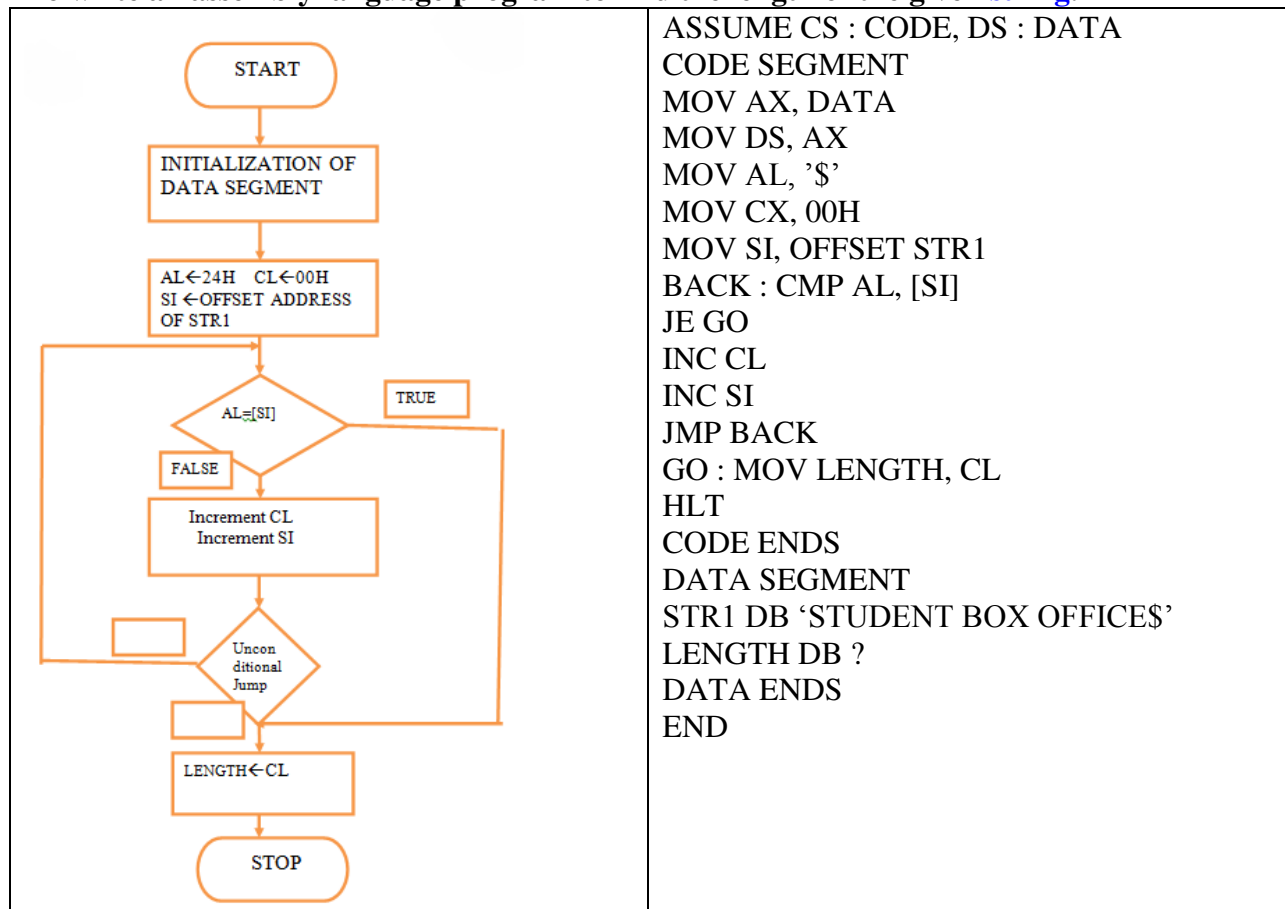 START
INITIALIZATION OF
DATA SEGMENT
AL←24H CL←00H
SI ←OFFSET ADDRESS
OF STR1
AL=[SI]
TRUE
FALSE
Increment CL
Increment SI
Uncon
ditional
Jump
LENGTH←CL
STOP
ASSUME CS : CODE, DS : DATA
CODE SEGMENT
MOV AX, DATA
MOV DS, AX
MOV AL, ’$’
MOV CX, 00H
MOV SI, OFFSET STR1
BACK : CMP AL, [SI]
JE GO
INC CL
INC SI
JMP BACK
GO : MOV LENGTH, CL
HLT
CODE ENDS
DATA SEGMENT
STR1 DB ‘STUDENT BOX OFFICE$’
LENGTH DB ?
DATA ENDS
END